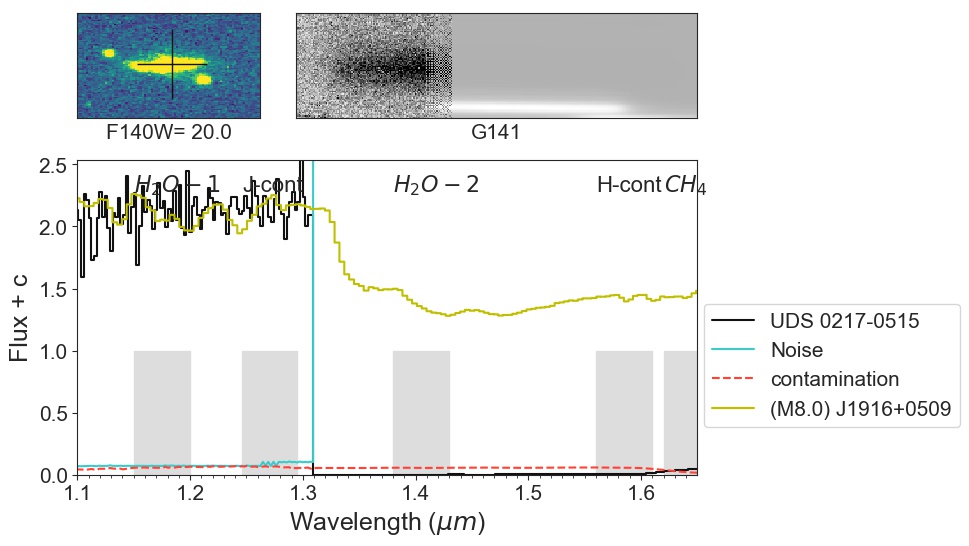 F140W= 20.0
G141
H₂O − 1
J-cont
H₂O − 2
H-cont
CH₄
Flux + c
2.5
2.0
1.5
1.0
0.5
0.0
1.1
1.2
1.3
1.4
1.5
1.6
Wavelength (μm)
UDS 0217-0515
Noise
contamination
(M8.0) J1916+0509